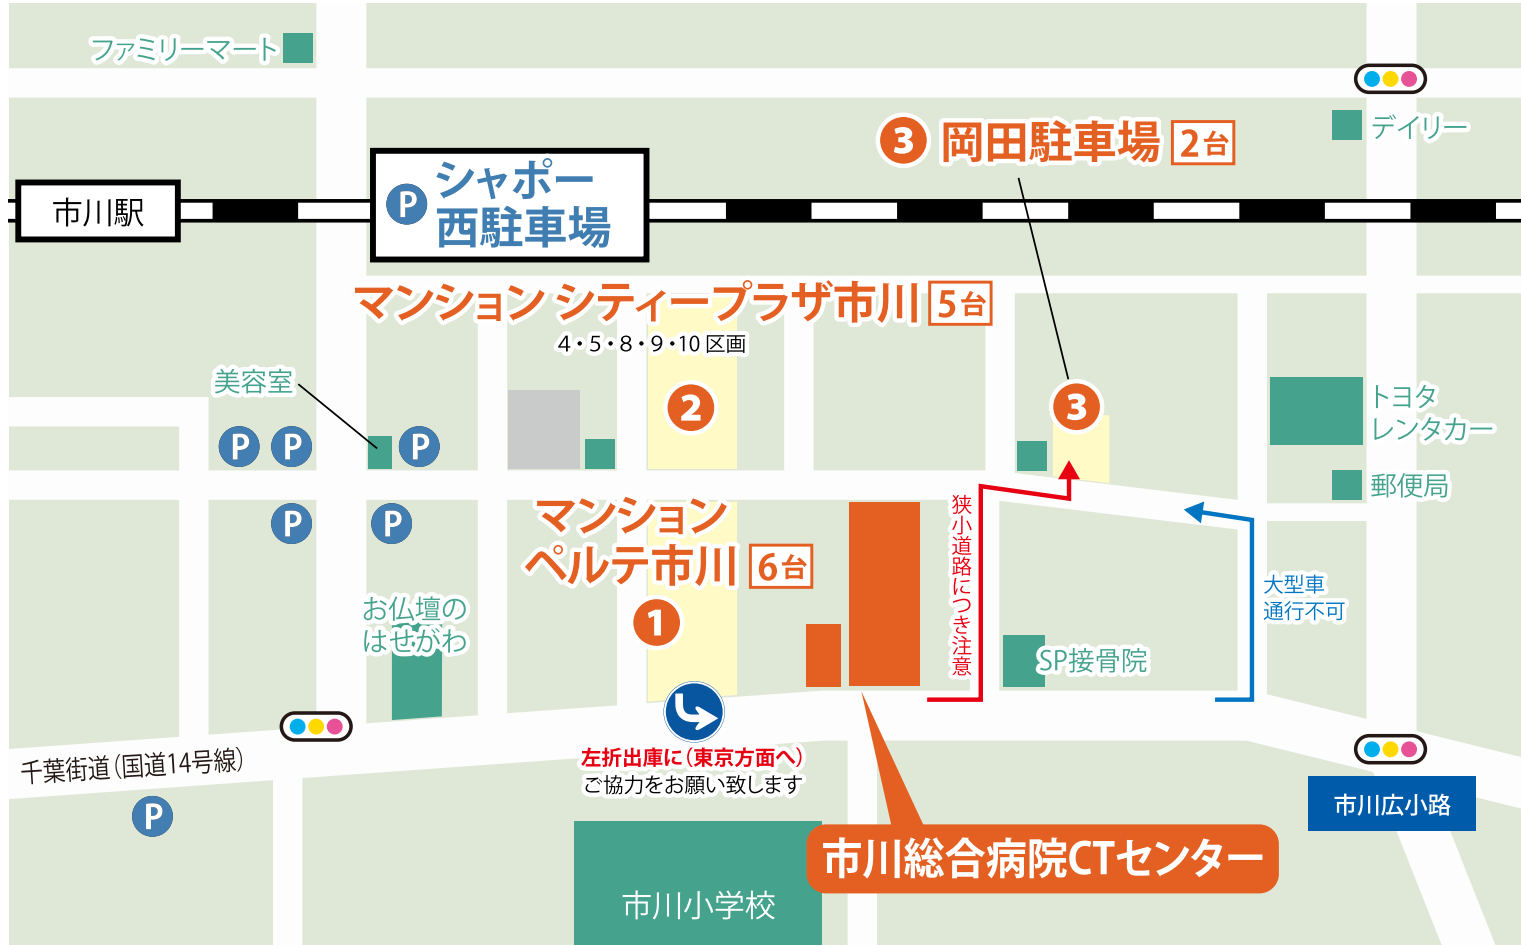 ファミリーマート
デイリー
3 岡田駐車場 2台
市川駅
P シャポー
西駐車場
マンション シティープラザ市川 5台
4・5・8・9・10 区画
美容室
2
3
トヨタ
レンタカー
P P P
郵便局
P P
マンション
ペルテ市川 6台
1
狭小道路につき注意
大型車
通行不可
お仏壇の
はせがわ
SP接骨院
千葉街道(国道14号線)
左折出庫に(東京方面へ)
ご協力をお願い致します
P
市川広小路
市川総合病院CTセンター
市川小学校